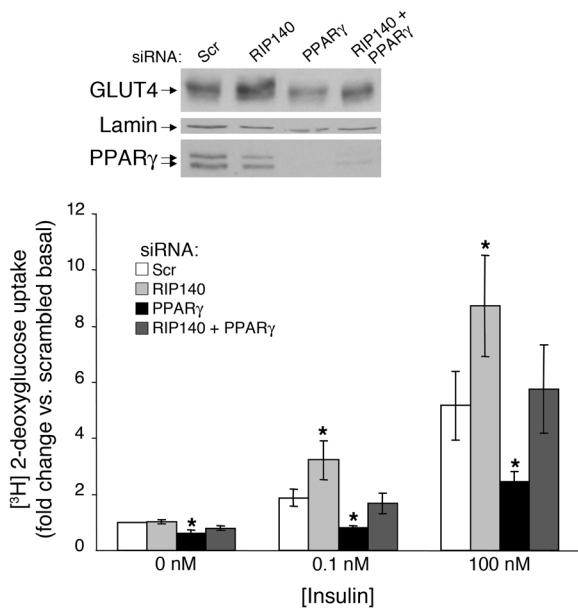 siRNA: Scr RIP140 PPARγ RIP140 + PPARγ
GLUT4
Lamin
PPARγ
[³H] 2-deoxyglucose uptake
(fold change vs. scrambled basal)
12
10
8
6
4
2
0
siRNA:
Scr
RIP140
PPARγ
RIP140 + PPARγ
* * * * *
0 nM 0.1 nM 100 nM
[Insulin]